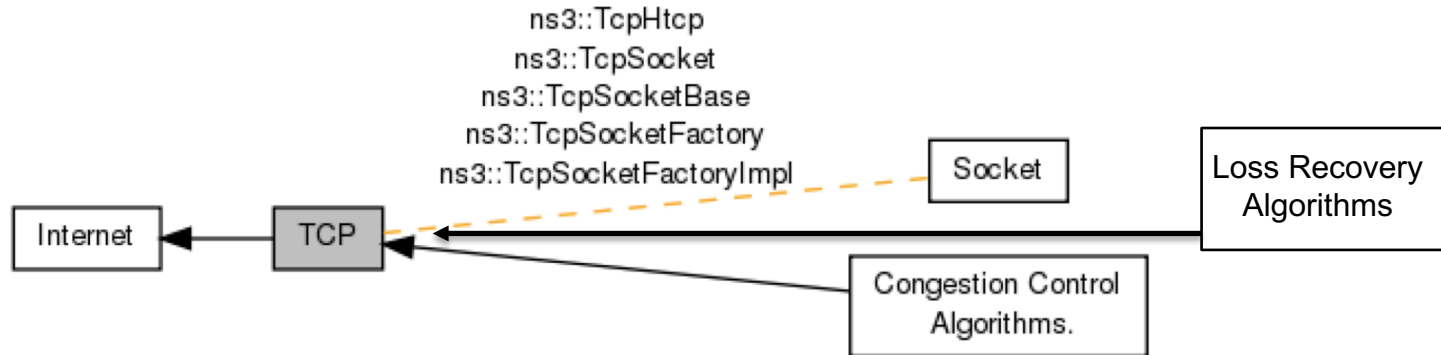 ns3::TcpHtcp
ns3::TcpSocket
ns3::TcpSocketBase
ns3::TcpSocketFactory
ns3::TcpSocketFactoryImpl
Socket
Loss Recovery
Algorithms
Internet
TCP
Congestion Control
Algorithms.